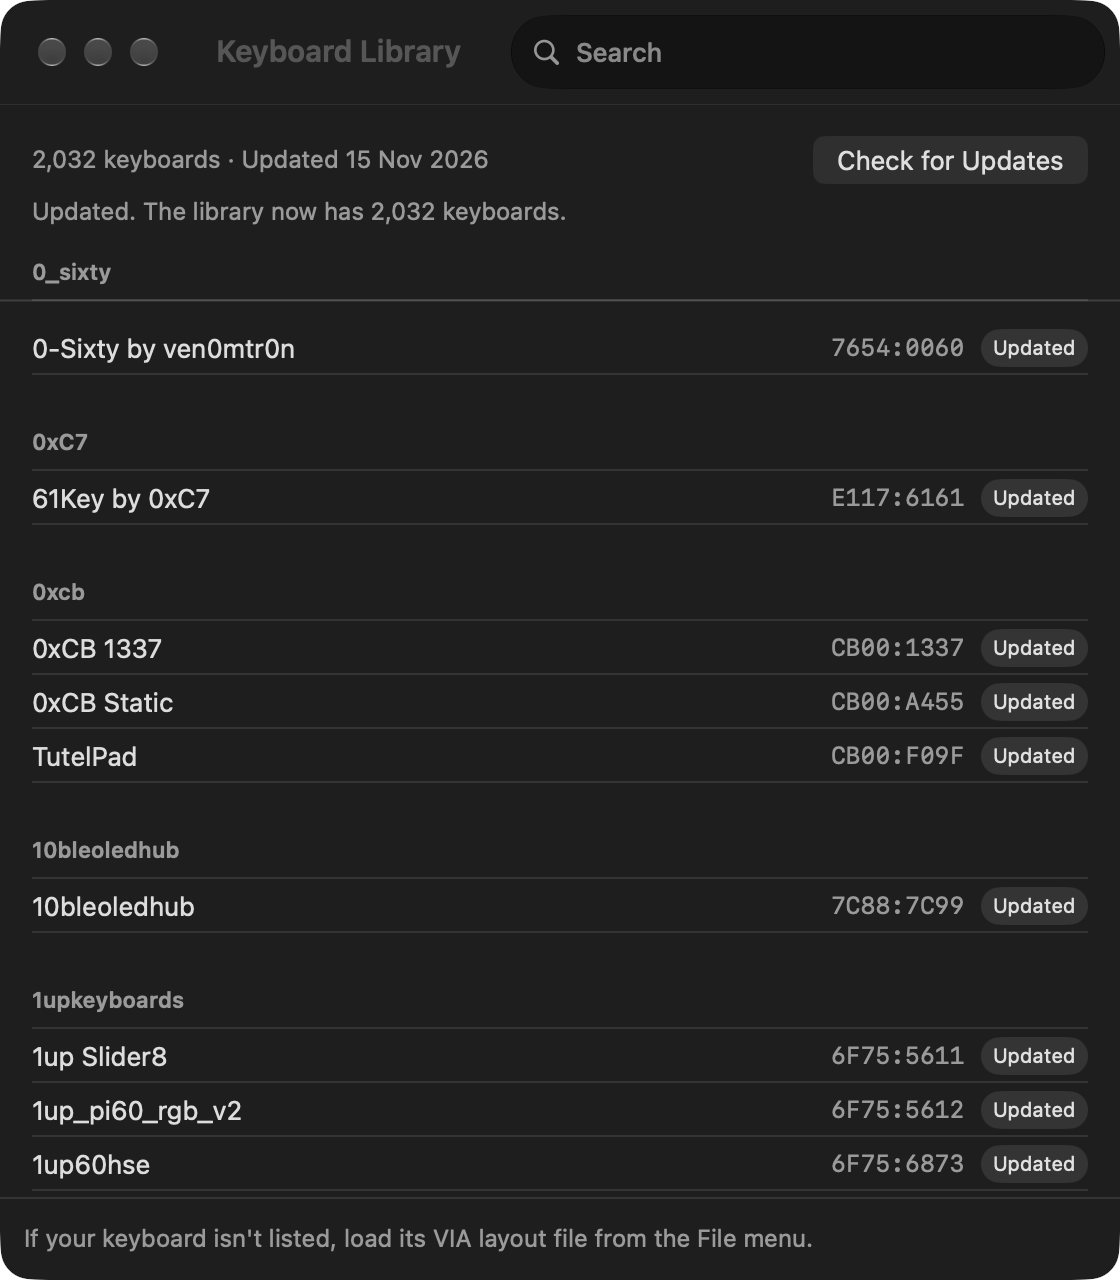 Keyboard Library
Search
2,032 keyboards · Updated 15 Nov 2026
Check for Updates
Updated. The library now has 2,032 keyboards.
0_sixty
0-Sixty by ven0mtr0n 7654:0060 Updated
0xC7
61Key by 0xC7 E117:6161 Updated
0xcb
0xCB 1337 CB00:1337 Updated
0xCB Static CB00:A455 Updated
TutelPad CB00:F09F Updated
10bleoledhub
10bleoledhub 7C88:7C99 Updated
1upkeyboards
1up Slider8 6F75:5611 Updated
1up_pi60_rgb_v2 6F75:5612 Updated
1up60hse 6F75:6873 Updated
If your keyboard isn't listed, load its VIA layout file from the File menu.